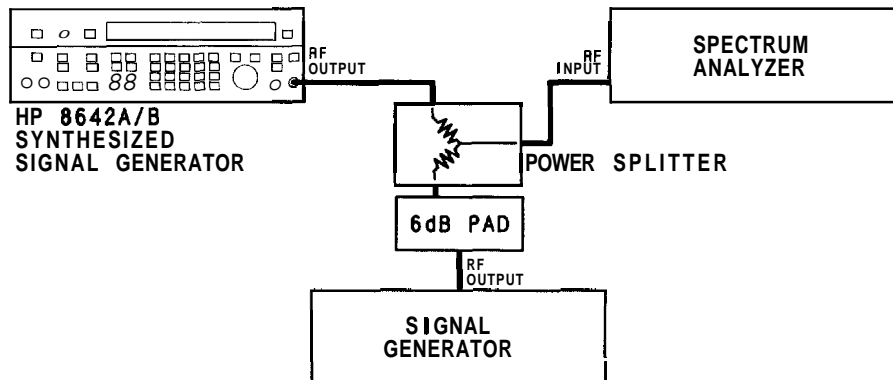 RF
OUTPUT
HP 8642A/B
SYNTHESIZED
SIGNAL GENERATOR
RF
INPUT
SPECTRUM
ANALYZER
POWER SPLITTER
6dB PAD
RF
OUTPUT
SIGNAL
GENERATOR